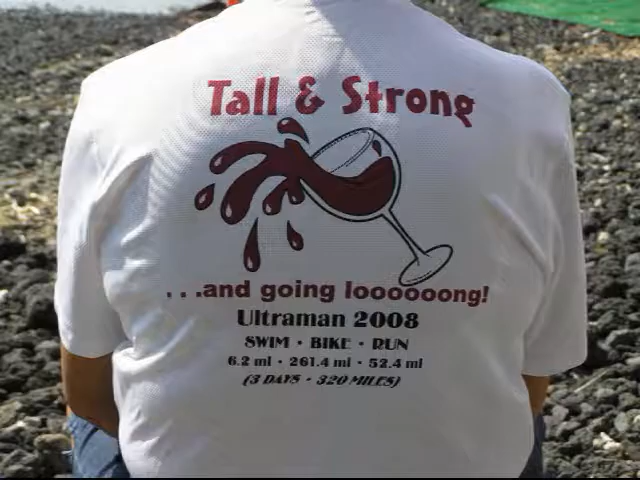 Tall & Strong
. . .and going looooooong!
Ultraman 2008
SWIM • BIKE • RUN
6.2 mi • 261.4 mi • 52.4 mi
(3 DAYS • 320 MILES)